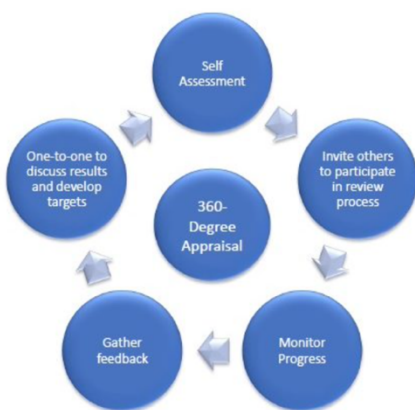 Self
Assessment
Invite others
to participate
in review
process
Monitor
Progress
Gather
feedback
One-to-one to
discuss results
and develop
targets
360-
Degree
Appraisal